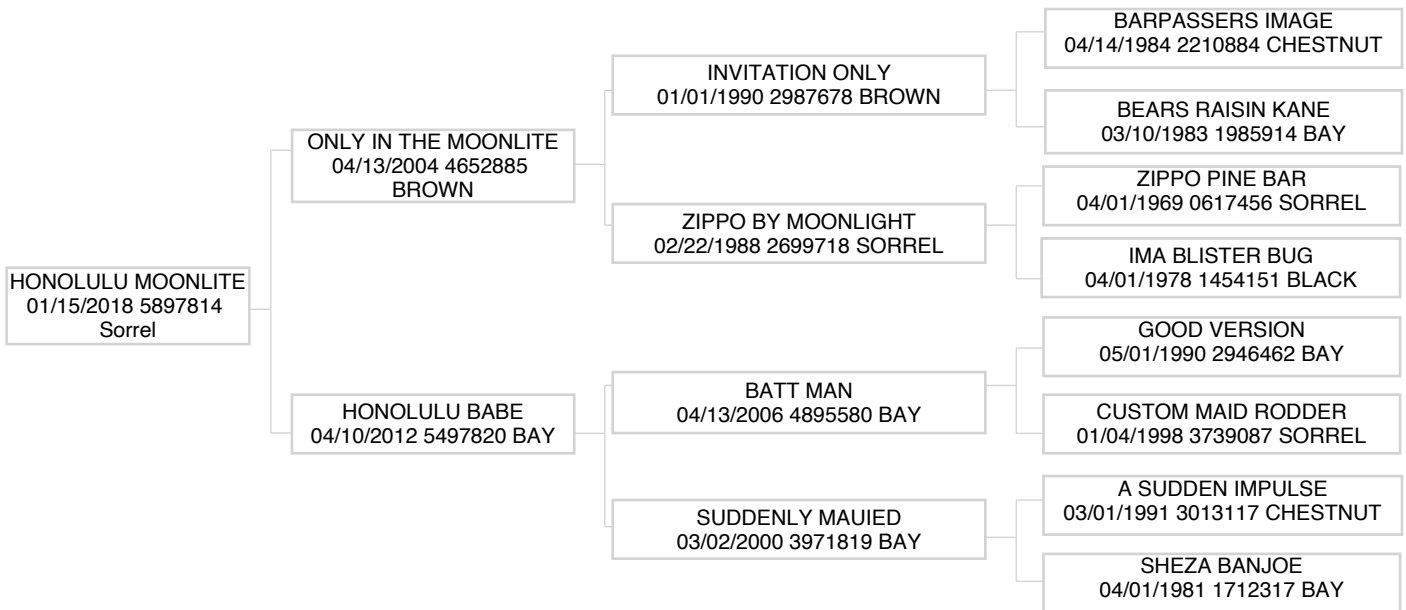 HONOLULU MOONLITE
01/15/2018 5897814
Sorrel
ONLY IN THE MOONLITE
04/13/2004 4652885
BROWN
HONOLULU BABE
04/10/2012 5497820 BAY
INVITATION ONLY
01/01/1990 2987678 BROWN
ZIPPO BY MOONLIGHT
02/22/1988 2699718 SORREL
BATT MAN
04/13/2006 4895580 BAY
SUDDENLY MAUIED
03/02/2000 3971819 BAY
BARPASSERS IMAGE
04/14/1984 2210884 CHESTNUT
BEARS RAISIN KANE
03/10/1983 1985914 BAY
ZIPPO PINE BAR
04/01/1969 0617456 SORREL
IMA BLISTER BUG
04/01/1978 1454151 BLACK
GOOD VERSION
05/01/1990 2946462 BAY
CUSTOM MAID RODDER
01/04/1998 3739087 SORREL
A SUDDEN IMPULSE
03/01/1991 3013117 CHESTNUT
SHEZA BANJOE
04/01/1981 1712317 BAY